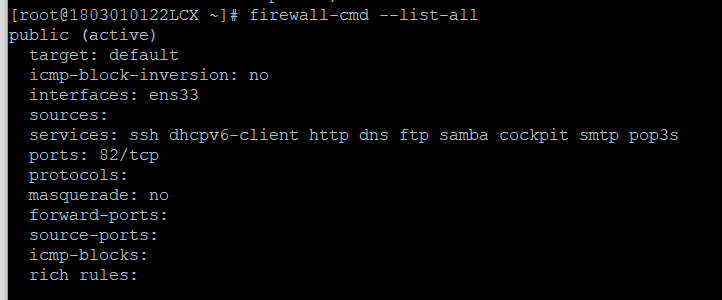 [root@1803010122LCX ~]# firewall-cmd --list-all
public (active)
  target: default
  icmp-block-inversion: no
  interfaces: ens33
  sources:
  services: ssh dhcpv6-client http dns ftp samba cockpit smtp pop3s
  ports: 82/tcp
  protocols:
  masquerade: no
  forward-ports:
  source-ports:
  icmp-blocks:
  rich rules: